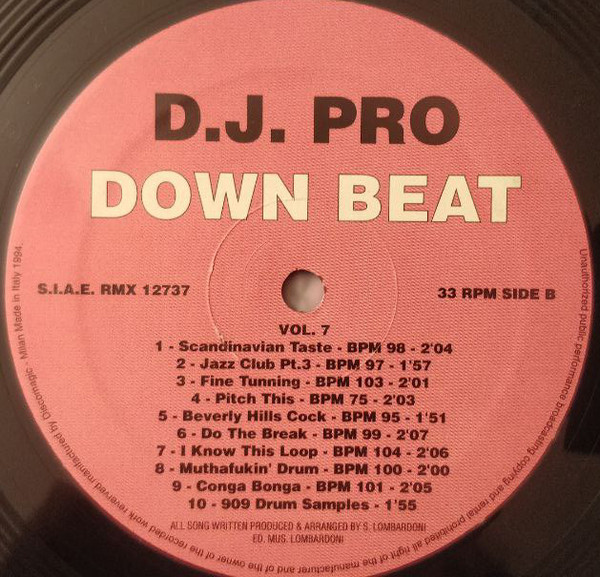 D.J. PRO
DOWN BEAT
S.I.A.E. RMX 12737
33 RPM SIDE B
VOL. 7
1 - Scandinavian Taste - BPM 98 - 2'04
2 - Jazz Club Pt.3 - BPM 97 - 1'57
3 - Fine Tunning - BPM 103 - 2'01
4 - Pitch This - BPM 75 - 2'03
5 - Beverly Hills Cock - BPM 95 - 1'51
6 - Do The Break - BPM 99 - 2'07
7 - I Know This Loop - BPM 104 - 2'06
8 - Muthafukin' Drum - BPM 100 - 2'00
9 - Conga Bonga - BPM 101 - 2'05
10 - 909 Drum Samples - 1'55
ALL SONG WRITTEN PRODUCED & ARRANGED BY S. LOMBARDONI
ED. MUS. LOMBARDONI
Unauthorized public performance broadcasting copying and rental prohibited all right of the and of the owner of the recorded work reverved manufactured by Discomagic - Milan Made in Italy 1994